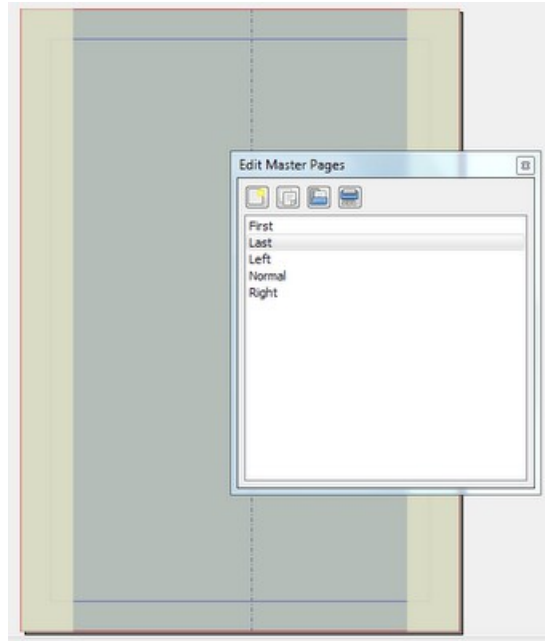 Edit Master Pages
First
Last
Left
Normal
Right